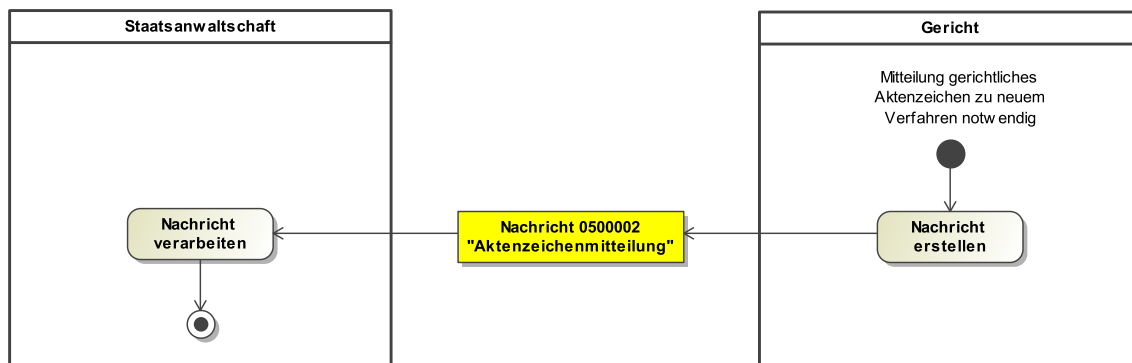 Staatsanwaltschaft
Gericht
Mitteilung gerichtliches
Aktenzeichen zu neuem
Verfahren notwendig
Nachricht
verarbeiten
Nachricht 0500002
"Aktenzeichenmitteilung"
Nachricht
erstellen